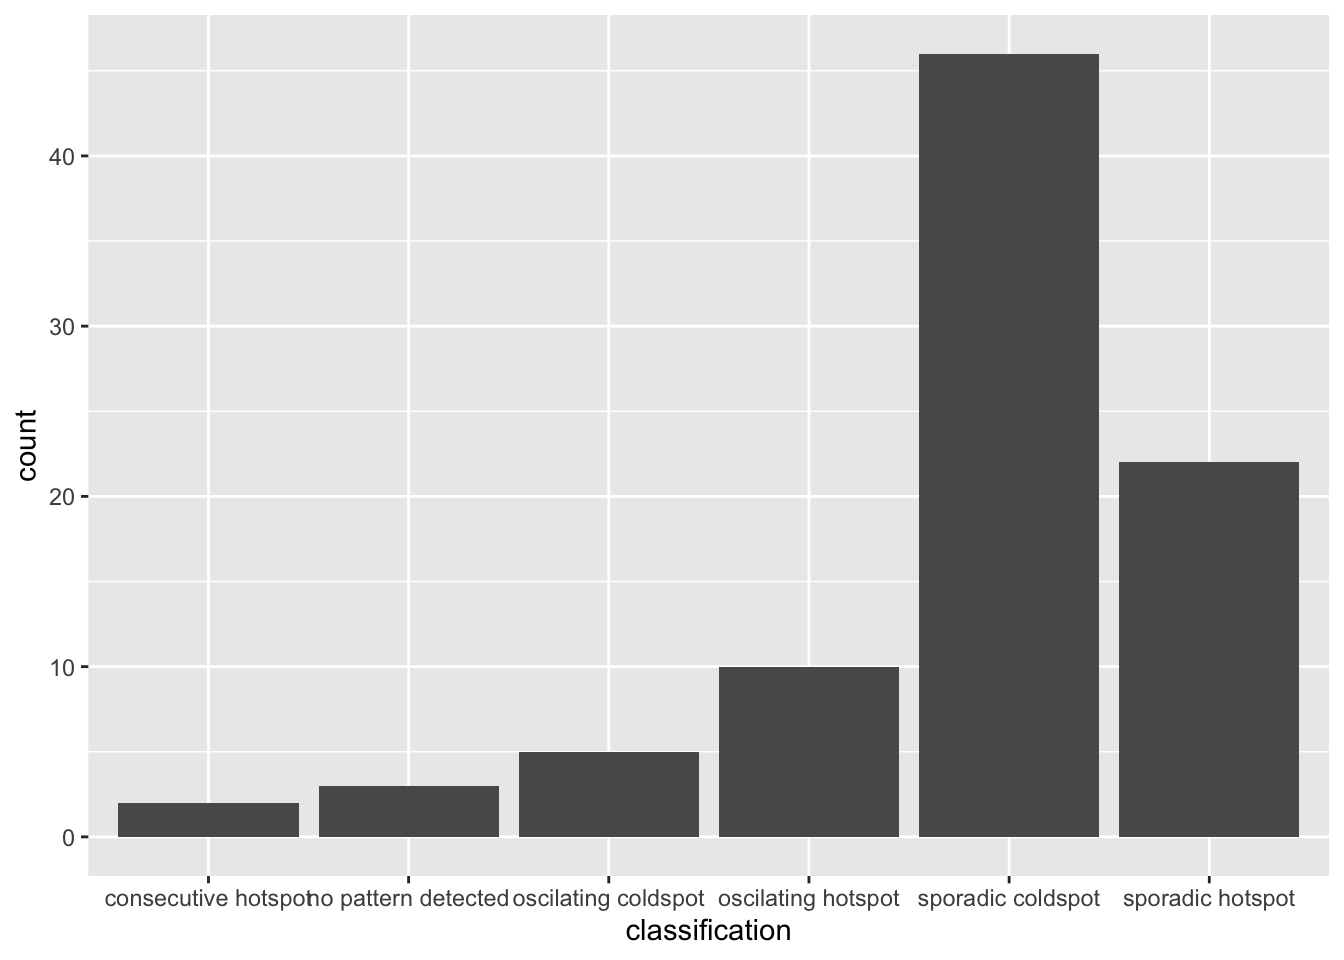 count
40
30
20
10
0
consecutive hotspot no pattern detected oscilating coldspot oscilating hotspot sporadic coldspot sporadic hotspot
classification